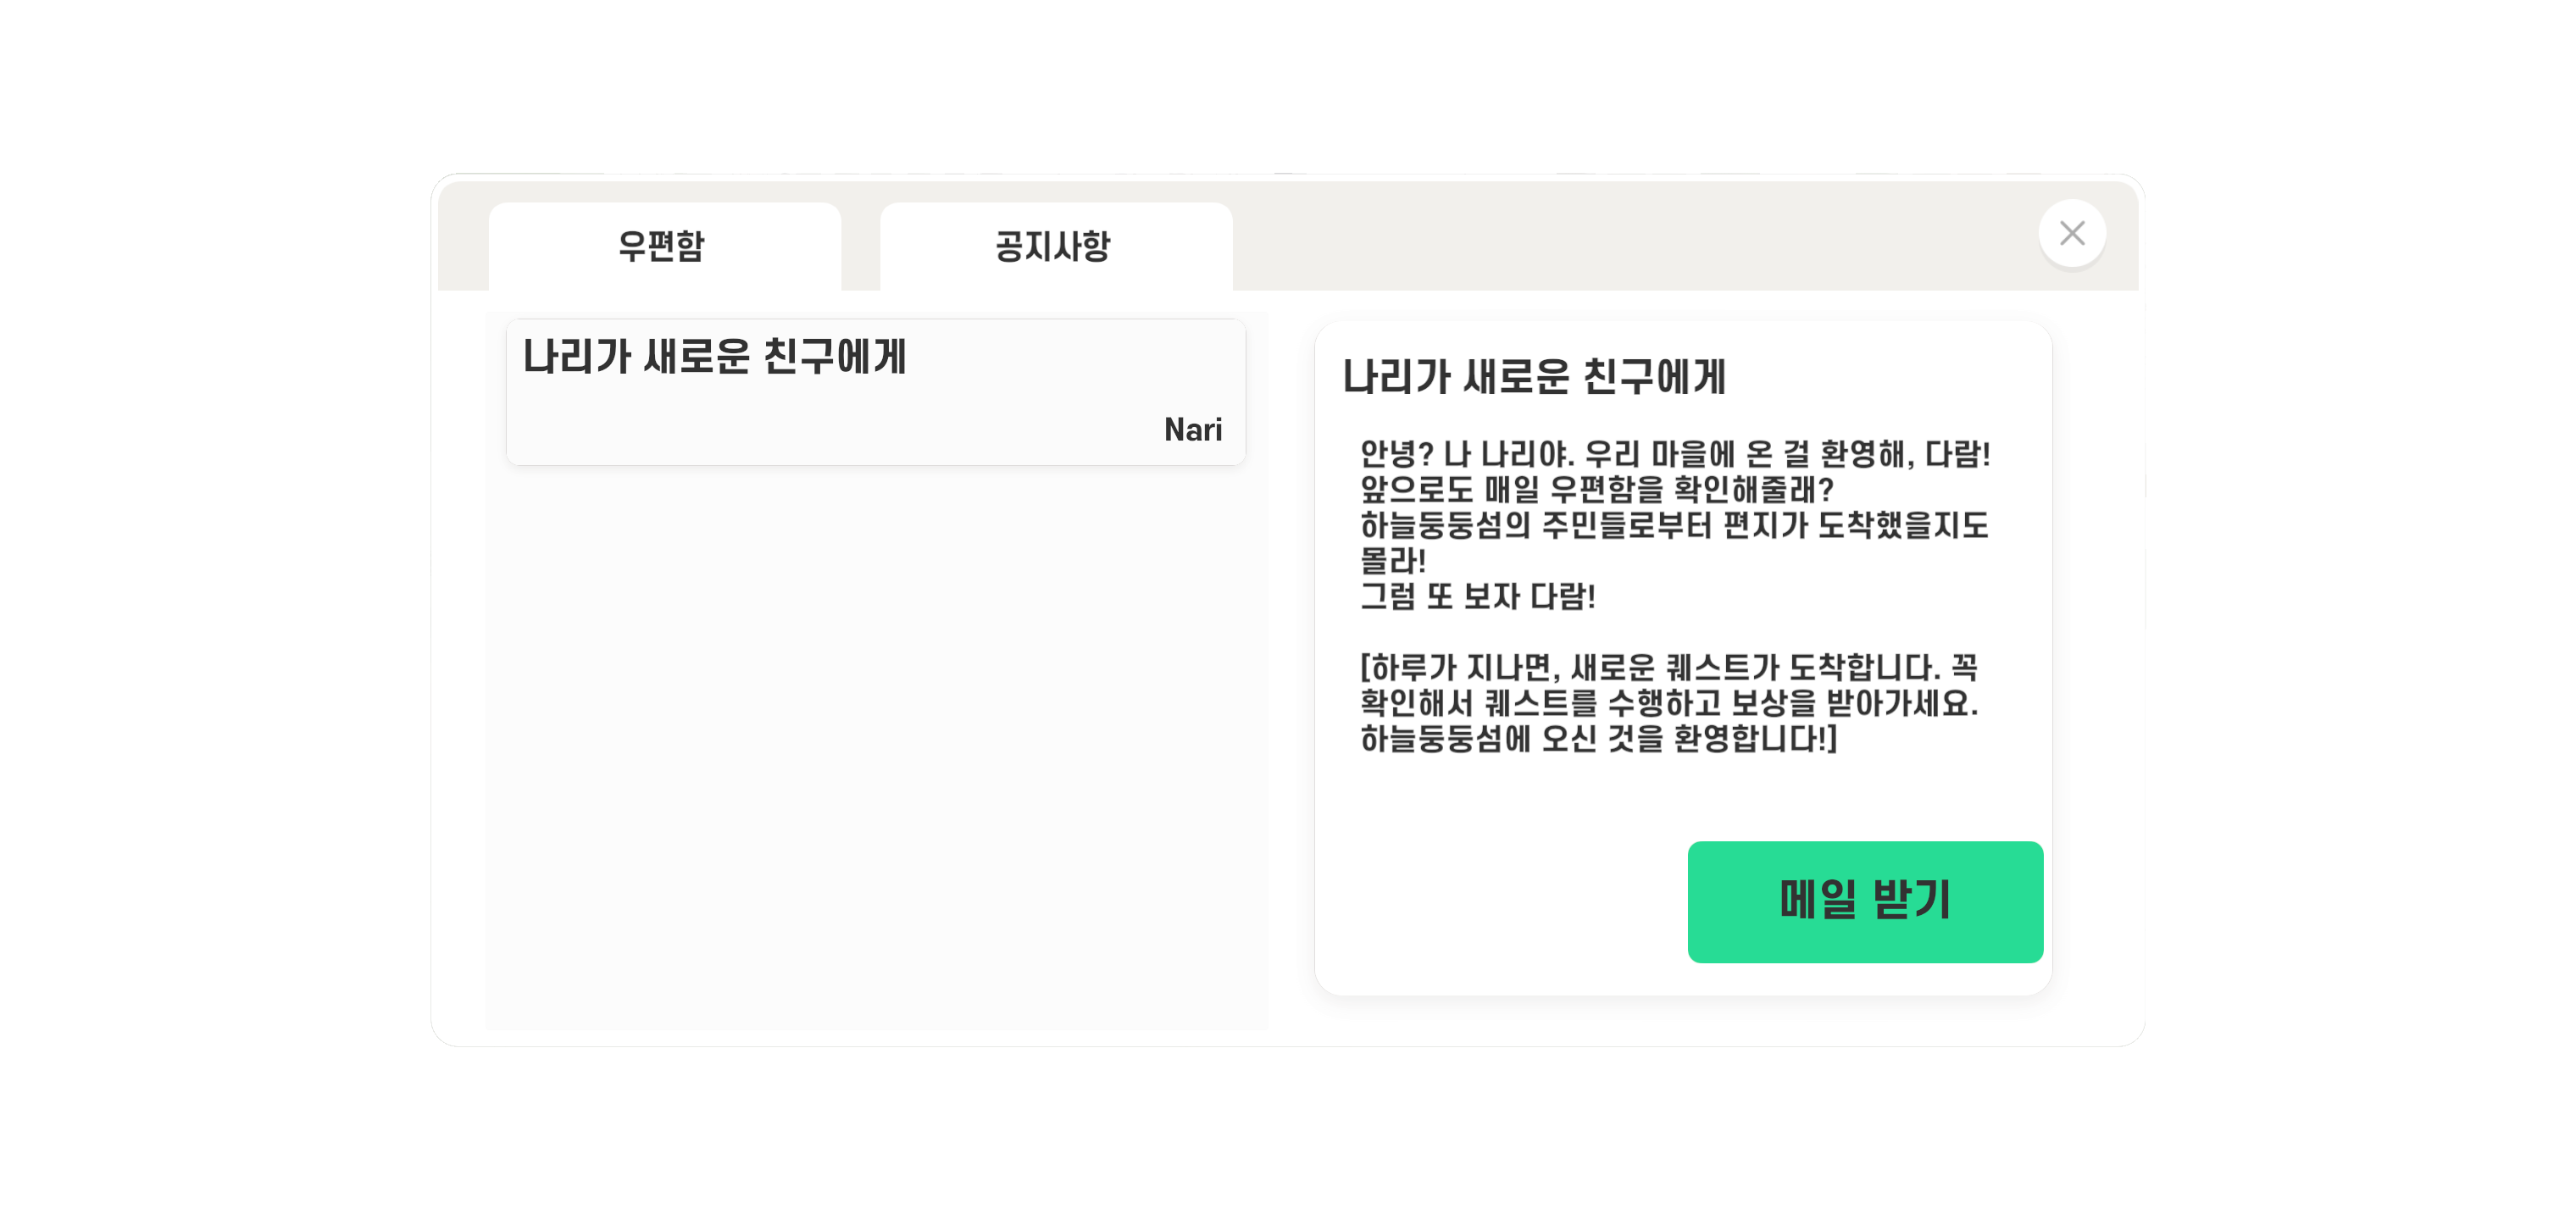 우편함
공지사항
나리가 새로운 친구에게
Nari
나리가 새로운 친구에게
안녕? 나 나리야. 우리 마을에 온 걸 환영해, 다람!
앞으로도 매일 우편함을 확인해줄래?
하늘둥둥섬의 주민들로부터 편지가 도착했을지도
몰라!
그럼 또 보자 다람!
[하루가 지나면, 새로운 퀘스트가 도착합니다. 꼭
확인해서 퀘스트를 수행하고 보상을 받아가세요.
하늘둥둥섬에 오신 것을 환영합니다!]
메일 받기